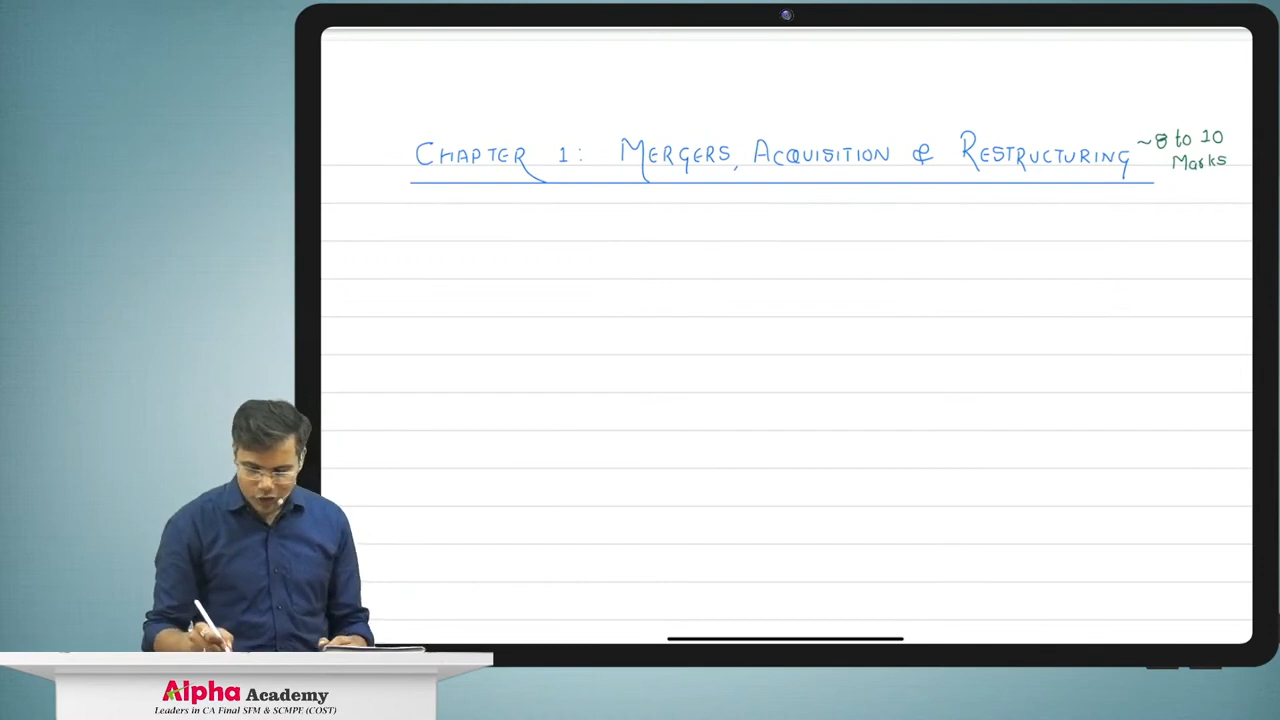 CHAPTER 1: MERGERS, ACQUISITION & RESTRUCTURING
~8 to 10
Marks
Alpha Academy
Leaders in CA Final SFM & SCMPE (COST)